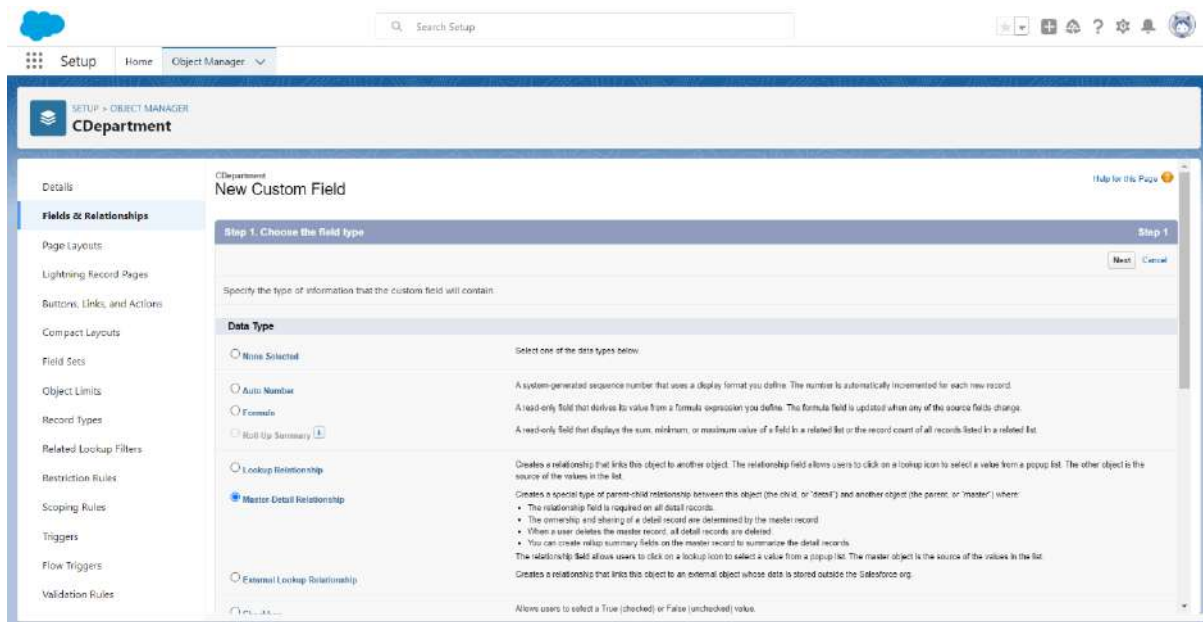 Search Setup
Setup
Home
Object Manager
SETUP > OBJECT MANAGER
CDepartment
Details
Fields & Relationships
Page Layouts
Lightning Record Pages
Buttons, Links, and Actions
Compact Layouts
Field Sets
Object Limits
Record Types
Related Lookup Filters
Restriction Rules
Scoping Rules
Triggers
Flow Triggers
Validation Rules
CDepartment
New Custom Field
Help for this Page
Step 1. Choose the field type
Step 1
Next
Cancel
Specify the type of information that the custom field will contain.
Data Type
None Selected
Select one of the data types below.
Auto Number
A system-generated sequence number that uses a display format you define. The number is automatically incremented for each new record.
Formula
A read-only field that derives its value from a formula expression you define. The formula field is updated when any of the source fields change.
Roll-Up Summary
A read-only field that displays the sum, minimum, or maximum value of a field in a related list or the record count of all records listed in a related list.
Lookup Relationship
Creates a relationship that links this object to another object. The relationship field allows users to click on a lookup icon to select a value from a popup list. The other object is the
source of the values in the list.
Master-Detail Relationship
Creates a special type of parent-child relationship between this object (the child, or "detail") and another object (the parent, or "master") where:
• The relationship field is required on all detail records.
• The ownership and sharing of a detail record are determined by the master record.
• When a user deletes the master record, all detail records are deleted.
• You can create rollup summary fields on the master record to summarize the detail records.
The relationship field allows users to click on a lookup icon to select a value from a popup list. The master object is the source of the values in the list.
External Lookup Relationship
Creates a relationship that links this object to an external object whose data is stored outside the Salesforce org.
Allows users to select a True (checked) or False (unchecked) value.